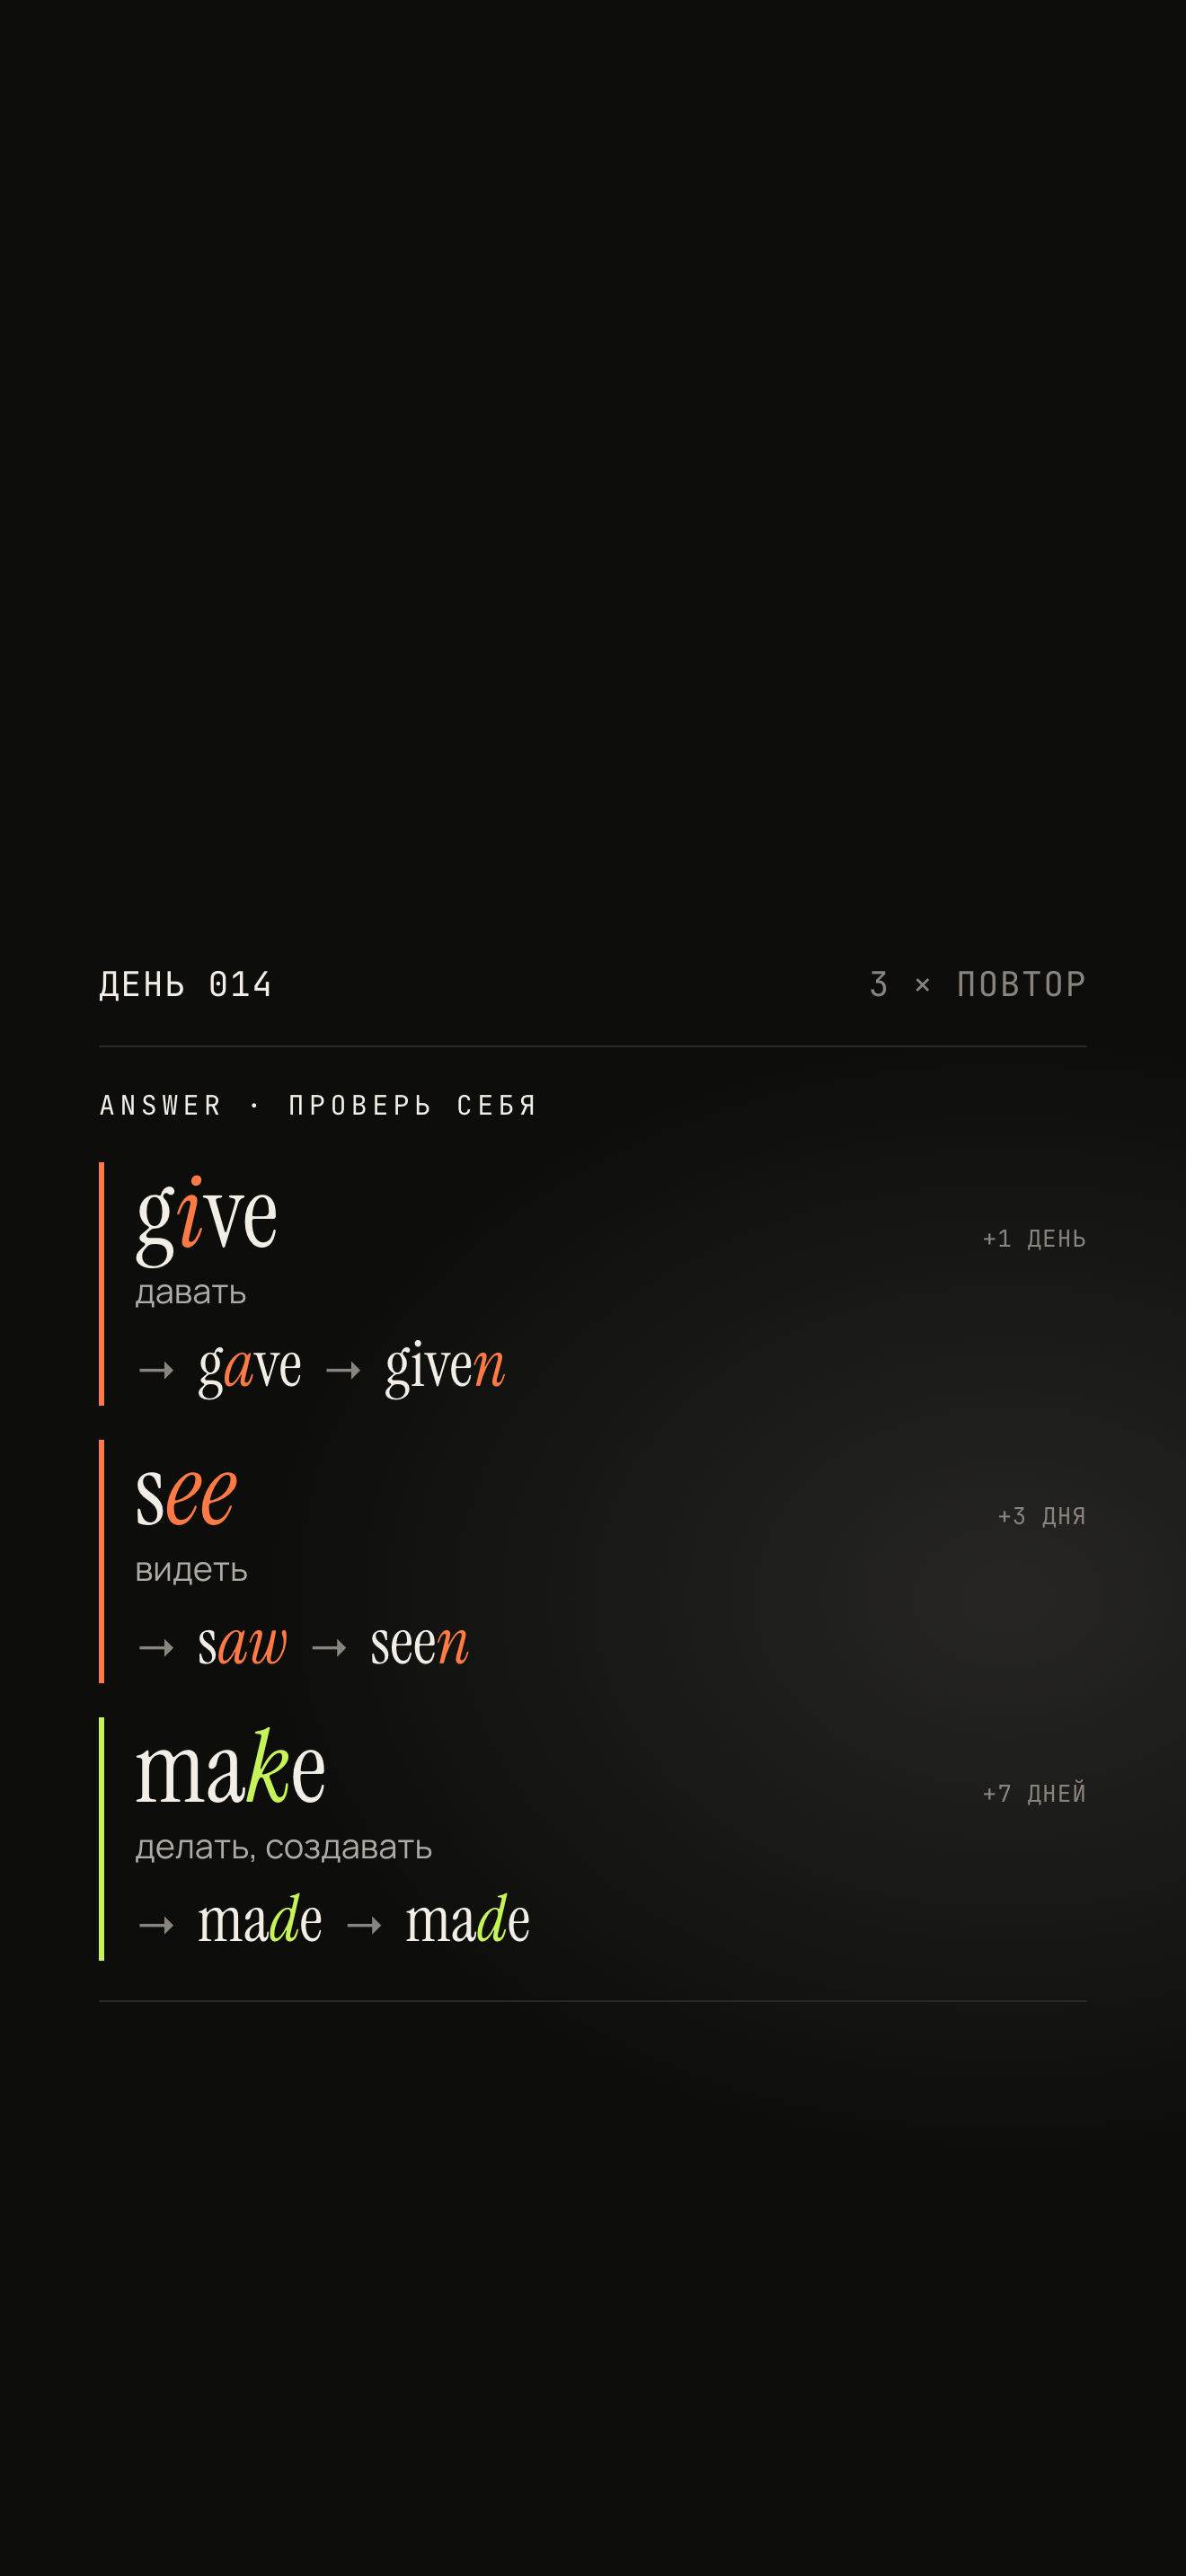 ДЕНЬ 014
3 × ПОВТОР
ANSWER · ПРОВЕРЬ СЕБЯ
give
+1 ДЕНЬ
давать
→ gave → given
see
+3 ДНЯ
видеть
→ saw → seen
make
+7 ДНЕЙ
делать, создавать
→ made → made